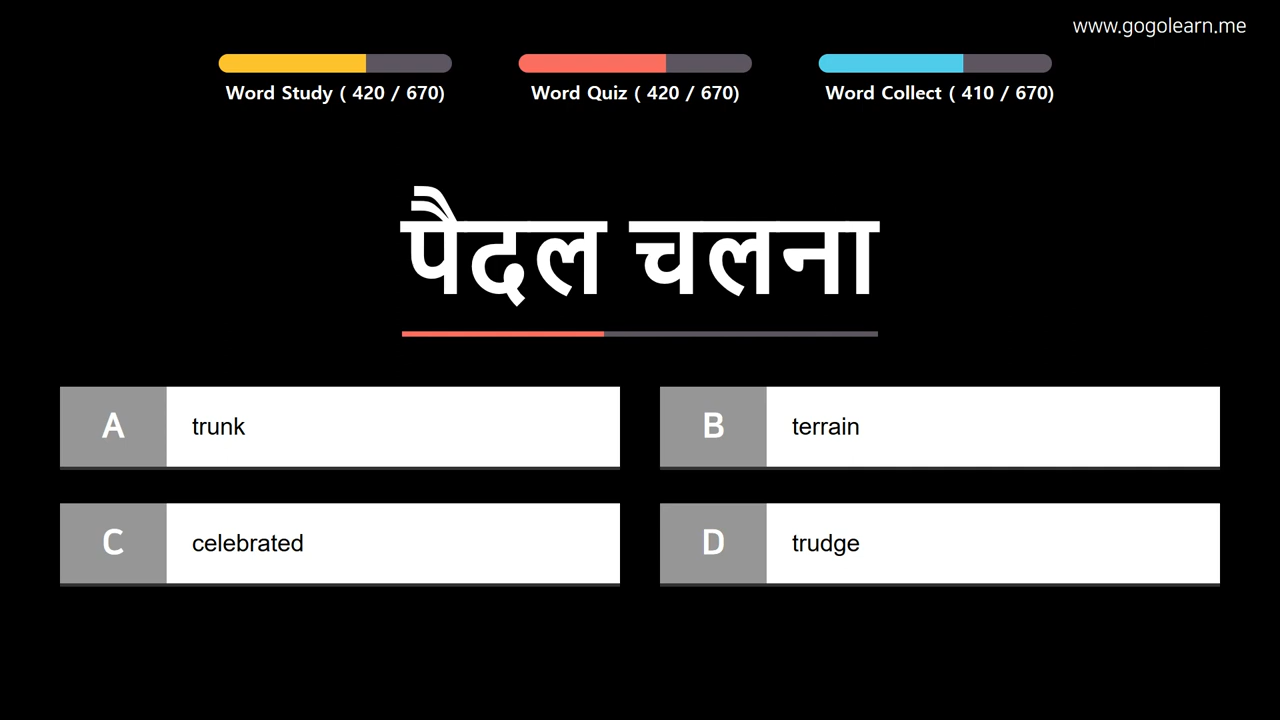 www.gogolearn.me
Word Study ( 420 / 670)
Word Quiz ( 420 / 670)
Word Collect ( 410 / 670)
पैदल चलना
A trunk
B terrain
C celebrated
D trudge